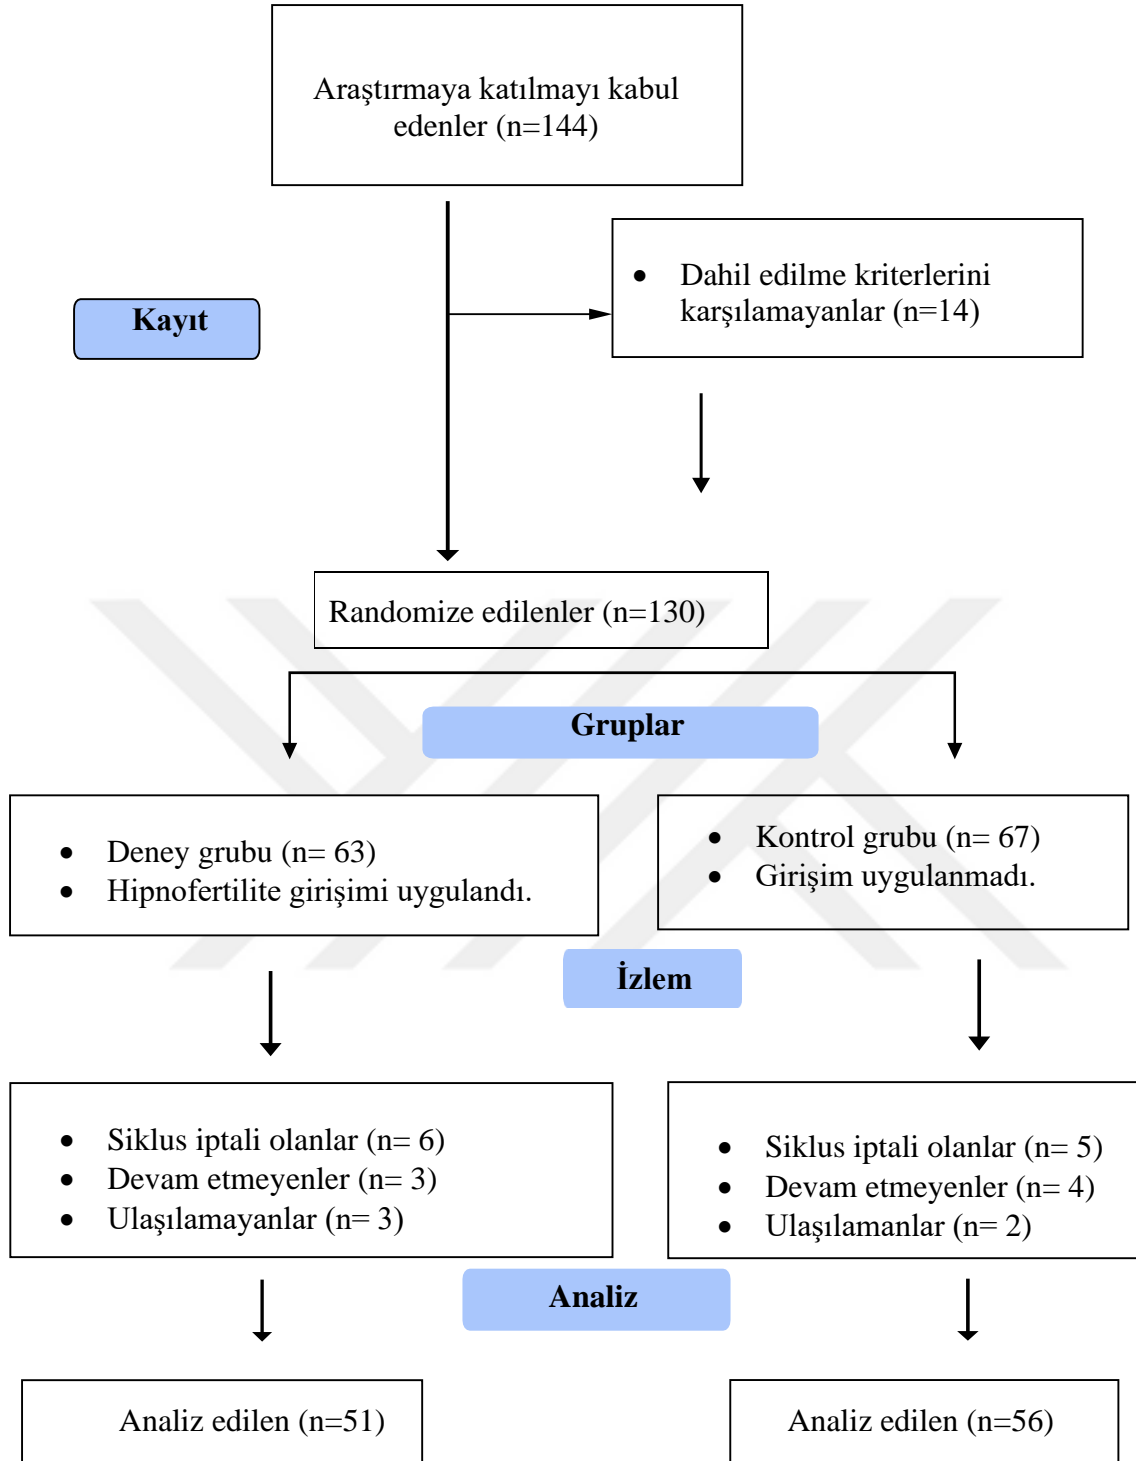 Araştırmaya katılmayı kabul
edenler (n=144)
• Dahil edilme kriterlerini
karşılamayanlar (n=14)
Kayıt
Randomize edilenler (n=130)
Gruplar
• Deney grubu (n= 63)
• Hipnofertilite girişimi uygulandı.
• Kontrol grubu (n= 67)
• Girişim uygulanmadı.
İzlem
• Siklus iptali olanlar (n= 6)
• Devam etmeyenler (n= 3)
• Ulaşılamayanlar (n= 3)
• Siklus iptali olanlar (n= 5)
• Devam etmeyenler (n= 4)
• Ulaşılamanlar (n= 2)
Analiz
Analiz edilen (n=51)
Analiz edilen (n=56)